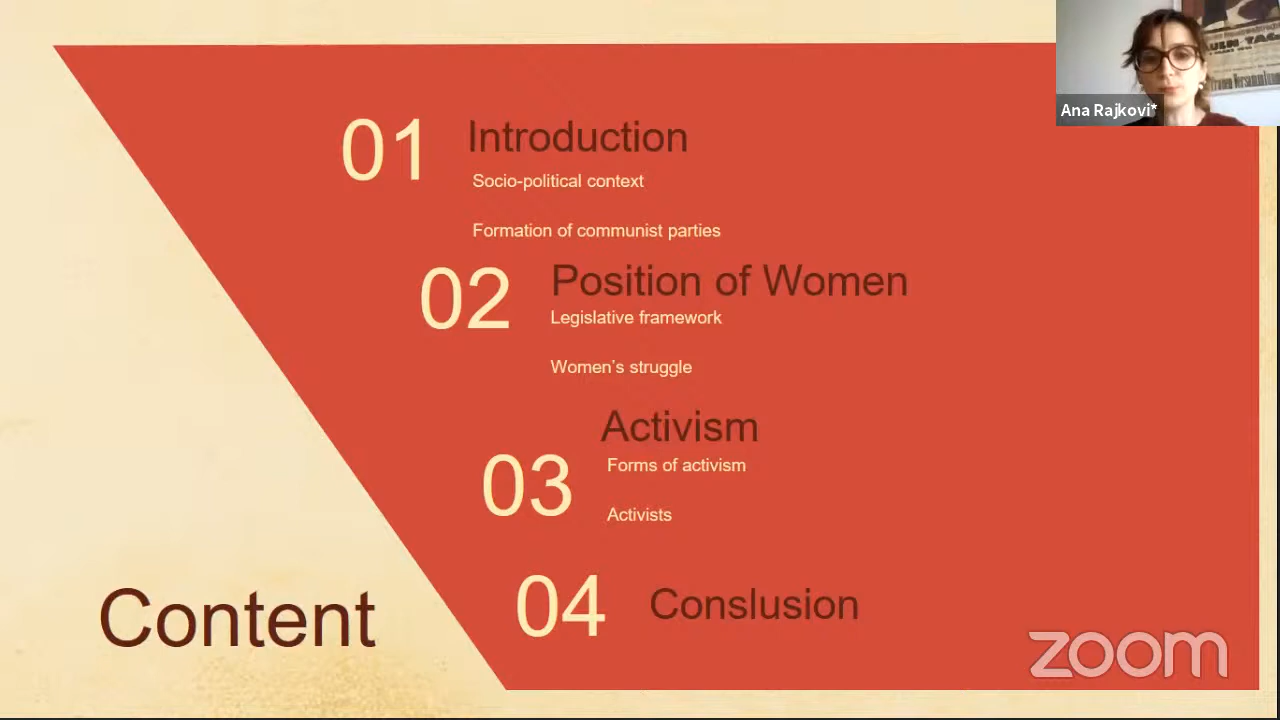 01
Introduction
Socio-political context
Formation of communist parties
02
Position of Women
Legislative framework
Women's struggle
Activism
03
Forms of activism
Activists
04
Conslusion
Content
Ana Rajkovi*
zoom